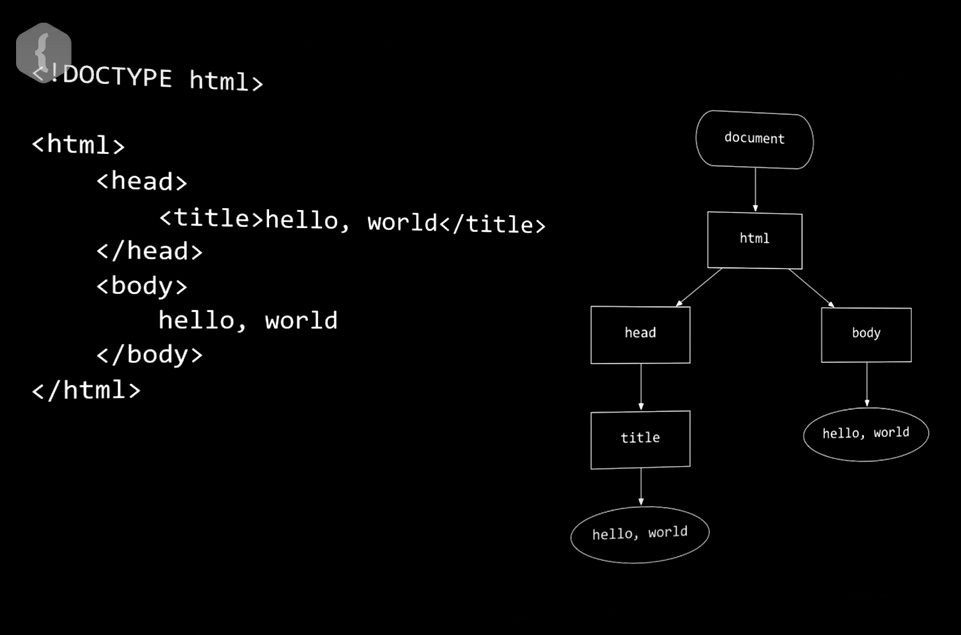 <!DOCTYPE html>
<html>
<head>
<title>hello, world</title>
</head>
<body>
hello, world
</body>
</html>
document
html
head
body
title
hello, world
hello, world